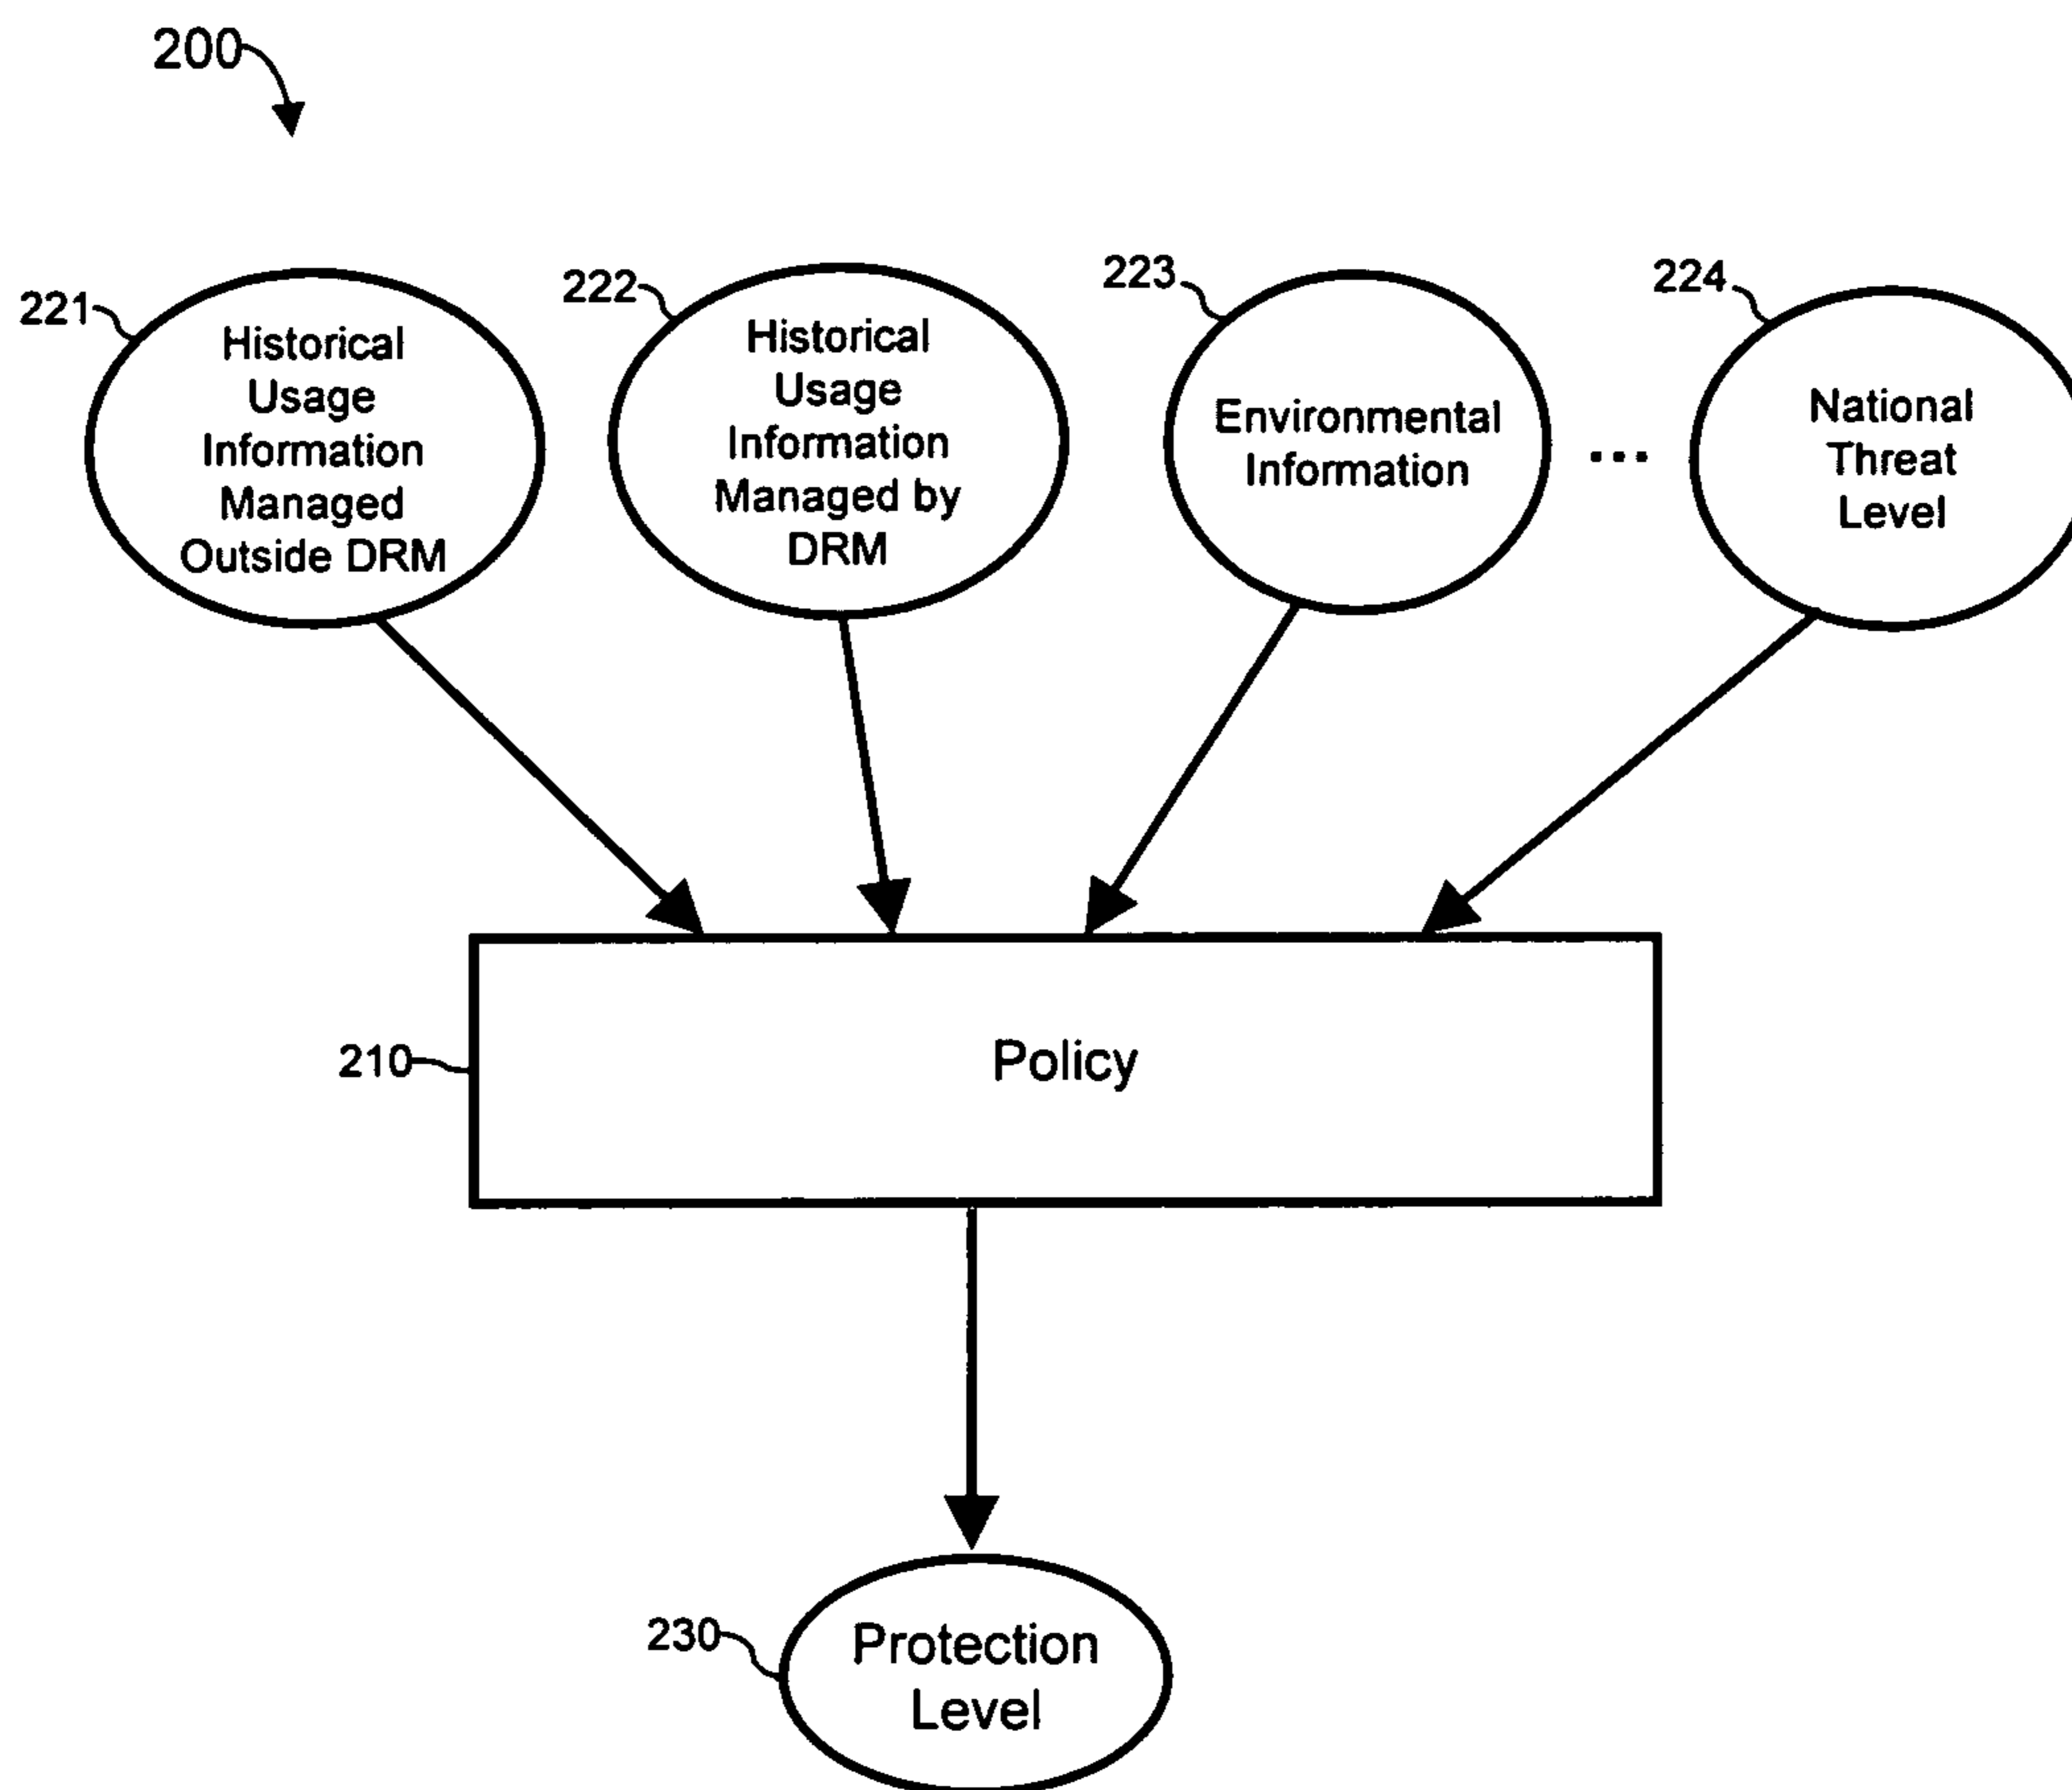 200
221
Historical
Usage
Information
Managed
Outside DRM
222
Historical
Usage
Information
Managed by
DRM
223
Environmental
Information
...
224
National
Threat
Level
210
Policy
230
Protection
Level